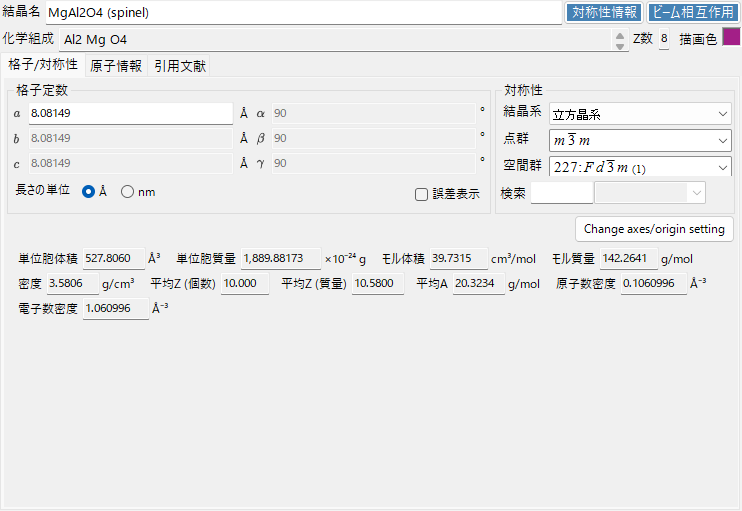 結晶名 MgAl2O4 (spinel) 対称性情報 ビーム相互作用
化学組成 Al2 Mg O4 Z数 8 描画色
格子/対称性 原子情報 引用文献
格子定数
a 8.08149 Å α 90 °
b 8.08149 Å β 90 °
c 8.08149 Å γ 90 °
長さの単位 Å nm 誤差表示
対称性
結晶系 立方晶系
点群 m 3̅ m
空間群 227: F d 3̅ m (1)
検索
Change axes/origin setting
単位胞体積 527.8060 Å³ 単位胞質量 1,889.88173 ×10⁻²⁴ g モル体積 39.7315 cm³/mol モル質量 142.2641 g/mol
密度 3.5806 g/cm³ 平均Z (個数) 10.000 平均Z (質量) 10.5800 平均A 20.3234 g/mol 原子数密度 0.1060996 Å⁻³
電子数密度 1.060996 Å⁻³